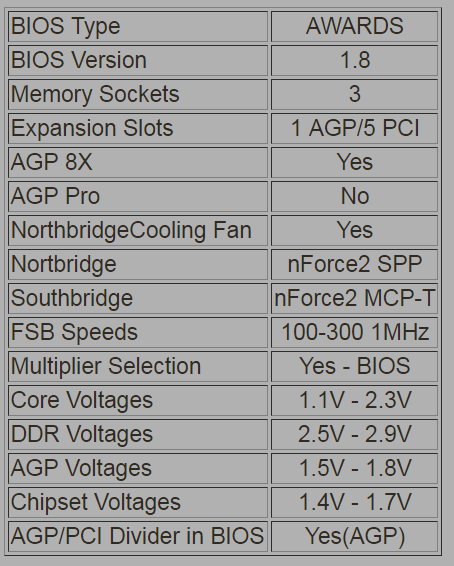 BIOS Type AWARDS
BIOS Version 1.8
Memory Sockets 3
Expansion Slots 1 AGP/5 PCI
AGP 8X Yes
AGP Pro No
NorthbridgeCooling Fan Yes
Nortbridge nForce2 SPP
Southbridge nForce2 MCP-T
FSB Speeds 100-300 1MHz
Multiplier Selection Yes - BIOS
Core Voltages 1.1V - 2.3V
DDR Voltages 2.5V - 2.9V
AGP Voltages 1.5V - 1.8V
Chipset Voltages 1.4V - 1.7V
AGP/PCI Divider in BIOS Yes(AGP)